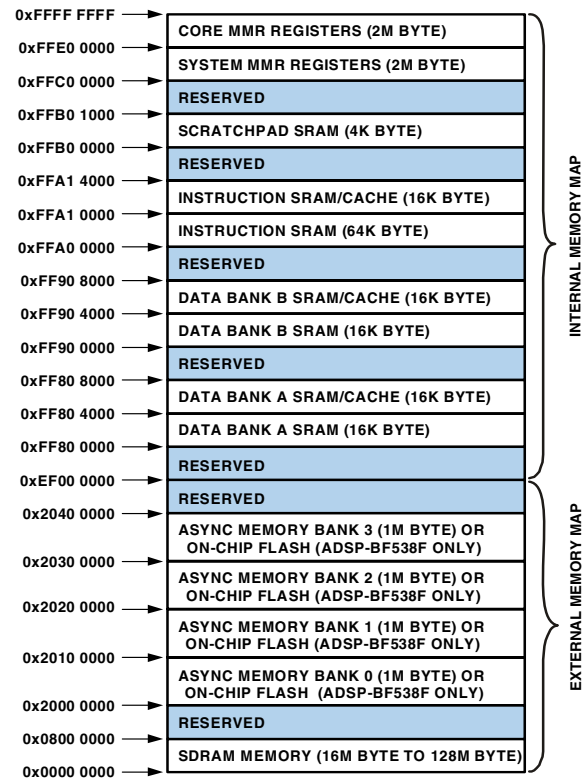 0xFFFF FFFF
CORE MMR REGISTERS (2M BYTE)
0xFFE0 0000
SYSTEM MMR REGISTERS (2M BYTE)
0xFFC0 0000
RESERVED
0xFFB0 1000
SCRATCHPAD SRAM (4K BYTE)
0xFFB0 0000
RESERVED
0xFFA1 4000
INSTRUCTION SRAM/CACHE (16K BYTE)
0xFFA1 0000
INSTRUCTION SRAM (64K BYTE)
0xFFA0 0000
RESERVED
0xFF90 8000
DATA BANK B SRAM/CACHE (16K BYTE)
0xFF90 4000
DATA BANK B SRAM (16K BYTE)
0xFF90 0000
RESERVED
0xFF80 8000
DATA BANK A SRAM/CACHE (16K BYTE)
0xFF80 4000
DATA BANK A SRAM (16K BYTE)
0xFF80 0000
RESERVED
0xEF00 0000
RESERVED
0x2040 0000
ASYNC MEMORY BANK 3 (1M BYTE) OR
ON-CHIP FLASH (ADSP-BF538F ONLY)
0x2030 0000
ASYNC MEMORY BANK 2 (1M BYTE) OR
ON-CHIP FLASH (ADSP-BF538F ONLY)
0x2020 0000
ASYNC MEMORY BANK 1 (1M BYTE) OR
ON-CHIP FLASH (ADSP-BF538F ONLY)
0x2010 0000
ASYNC MEMORY BANK 0 (1M BYTE) OR
ON-CHIP FLASH (ADSP-BF538F ONLY)
0x2000 0000
RESERVED
0x0800 0000
SDRAM MEMORY (16M BYTE TO 128M BYTE)
0x0000 0000
INTERNAL MEMORY MAP
EXTERNAL MEMORY MAP